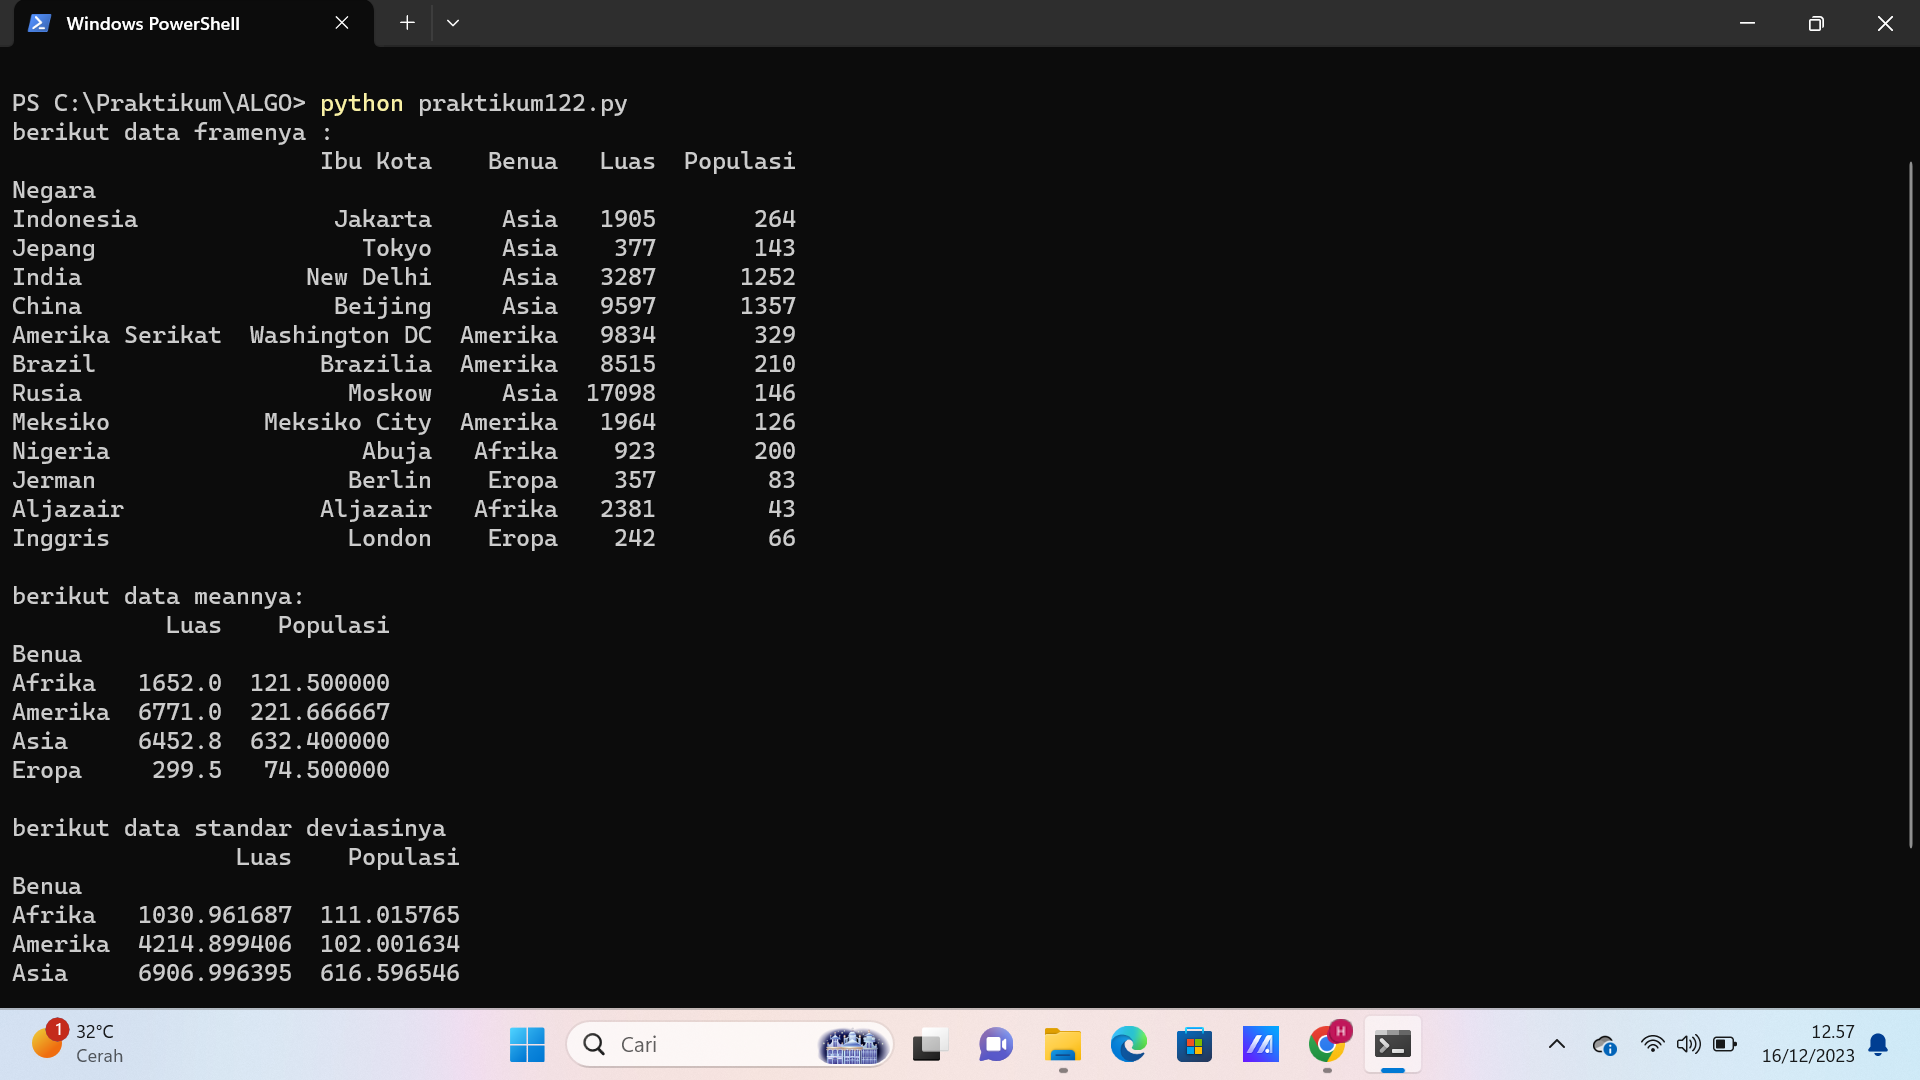 Windows PowerShell
PS C:\Praktikum\ALGO> python praktikum122.py
berikut data framenya :
Ibu Kota Benua Luas Populasi
Negara
Indonesia Jakarta Asia 1905 264
Jepang Tokyo Asia 377 143
India New Delhi Asia 3287 1252
China Beijing Asia 9597 1357
Amerika Serikat Washington DC Amerika 9834 329
Brazil Brazilia Amerika 8515 210
Rusia Moskow Asia 17098 146
Meksiko Meksiko City Amerika 1964 126
Nigeria Abuja Afrika 923 200
Jerman Berlin Eropa 357 83
Aljazair Aljazair Afrika 2381 43
Inggris London Eropa 242 66
berikut data meannya:
Luas Populasi
Benua
Afrika 1652.0 121.500000
Amerika 6771.0 221.666667
Asia 6452.8 632.400000
Eropa 299.5 74.500000
berikut data standar deviasinya
Luas Populasi
Benua
Afrika 1030.961687 111.015765
Amerika 4214.899406 102.001634
Asia 6906.996395 616.596546
1
32°C
Cerah
Cari
H
12.57
16/12/2023